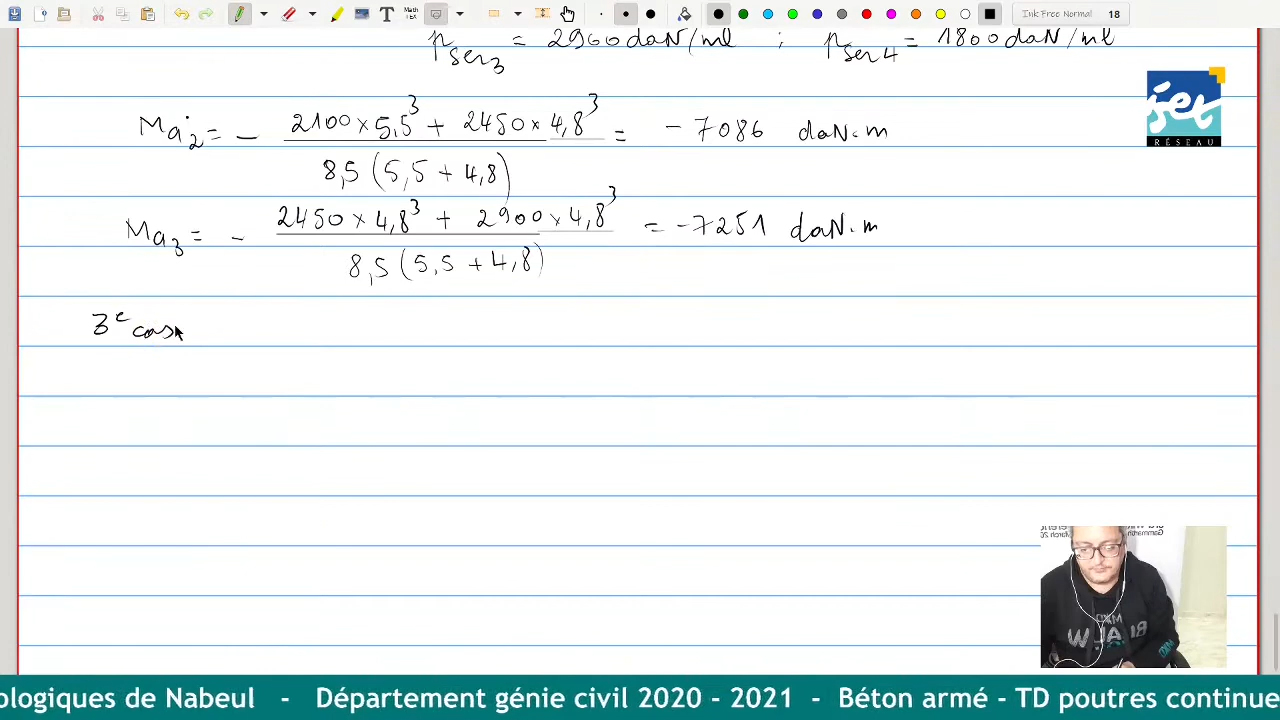 Math Sym Ink Free Normal 18
Pser3 = 2900 daN/ml ; Pser4 = 1800 daN/ml
Ma2 = - (2100 × 5,5³ + 2450 × 4,8³) / 8,5 (5,5 + 4,8) = - 7086 daN.m
Ma3 = - (2450 × 4,8³ + 2900 × 4,8³) / 8,5 (5,5 + 4,8) = -7251 daN.m
3e cas
iset
RÉSEAU
ologiques de Nabeul - Département génie civil 2020 - 2021 - Béton armé - TD poutres continue